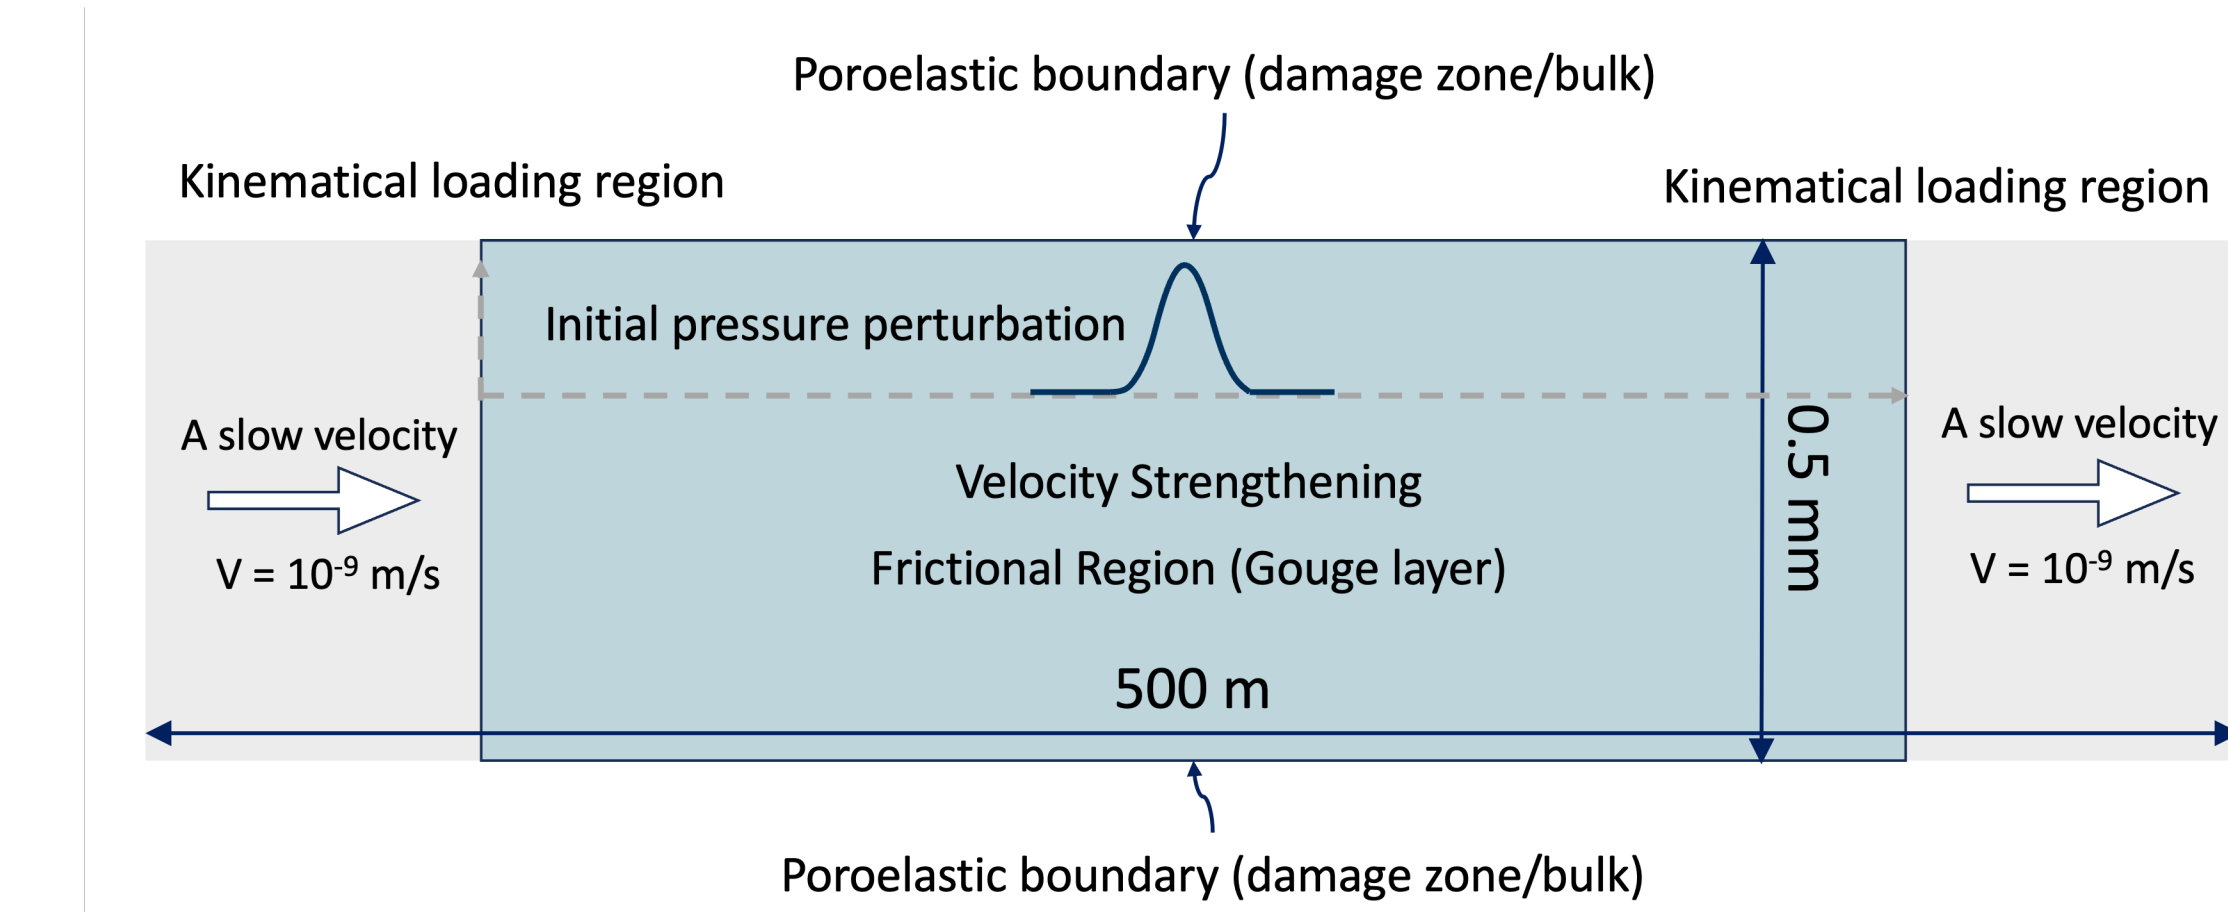 Poroelastic boundary (damage zone/bulk)
Kinematical loading region
Kinematical loading region
Initial pressure perturbation
A slow velocity
V = 10⁻⁹ m/s
Velocity Strengthening
Frictional Region (Gouge layer)
0.5 mm
A slow velocity
V = 10⁻⁹ m/s
500 m
Poroelastic boundary (damage zone/bulk)